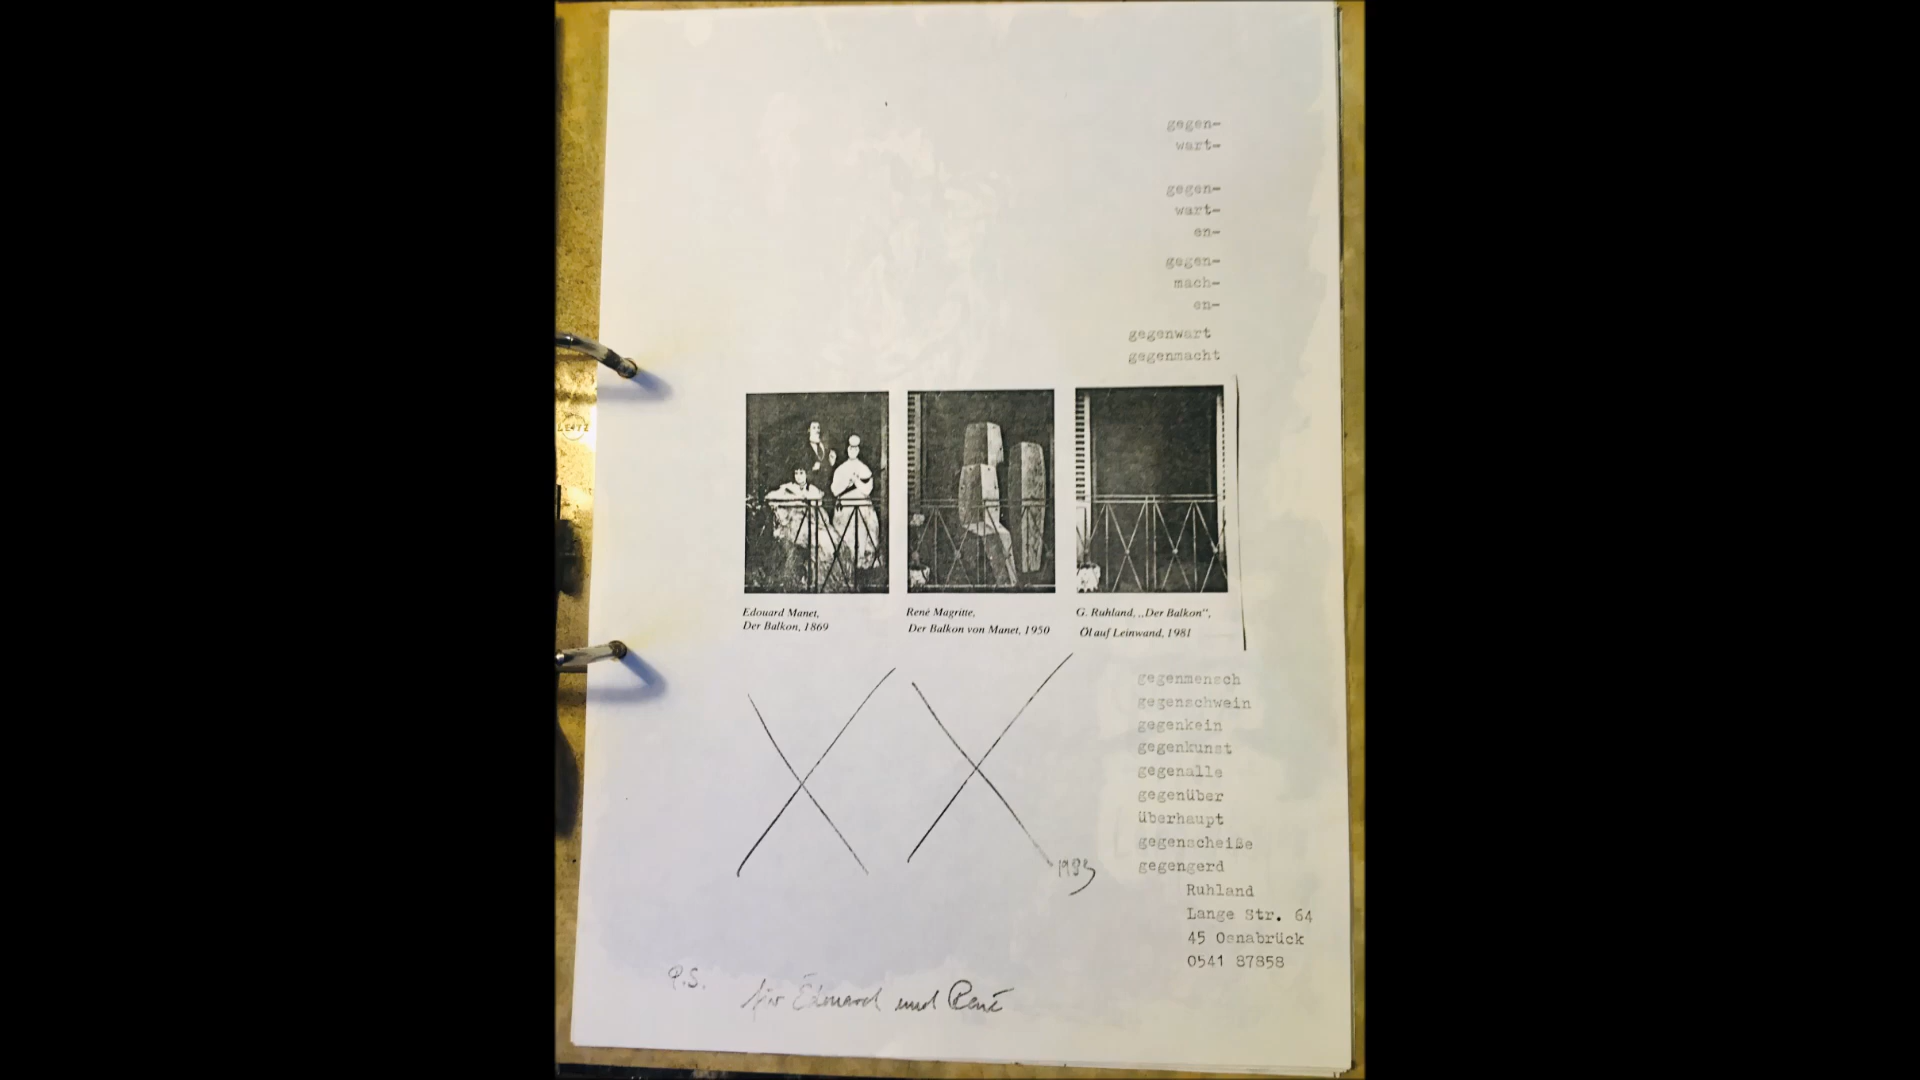 gegen-
wart-
gegen-
wart-
en-
gegen-
mach-
en-
gegenwart
gegenmacht
LEITZ
Edouard Manet,
Der Balkon, 1869
René Magritte,
Der Balkon von Manet, 1950
G. Ruhland, „Der Balkon“,
Öl auf Leinwand, 1981
gegenmensch
gegenschwein
gegenkein
gegenkunst
gegenalle
gegenüber
überhaupt
gegenscheiße
gegengerd
Ruhland
Lange Str. 64
45 Osnabrück
0541 87858
1983
P.S.
für Édouard und René